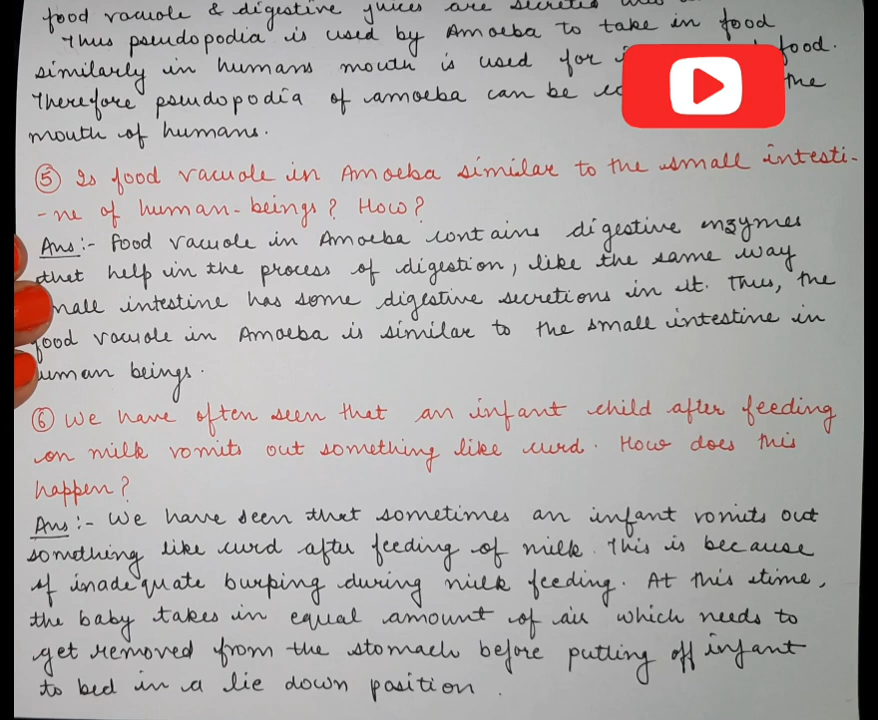 food vacuole & digestive juices are secreted
Thus pseudopodia is used by Amoeba to take in food
similarly in humans mouth is used for food.
Therefore pseudopodia of amoeba can be the
mouth of humans.
⑤ Is food vacuole in Amoeba similar to the small intesti-
-ne of human-beings? How?
Ans:- Food vacuole in Amoeba contains digestive enzymes
that help in the process of digestion, like the same way
small intestine has some digestive secretions in it. Thus, the
food vacuole in Amoeba is similar to the small intestine in
human beings.
⑥ We have often seen that an infant child after feeding
on milk vomits out something like curd. How does this
happen?
Ans:- We have seen that sometimes an infant vomits out
something like curd after feeding of milk. This is because
of inadequate burping during milk feeding. At this time,
the baby takes in equal amount of air which needs to
get removed from the stomach before putting off infant
to bed in a lie down position.